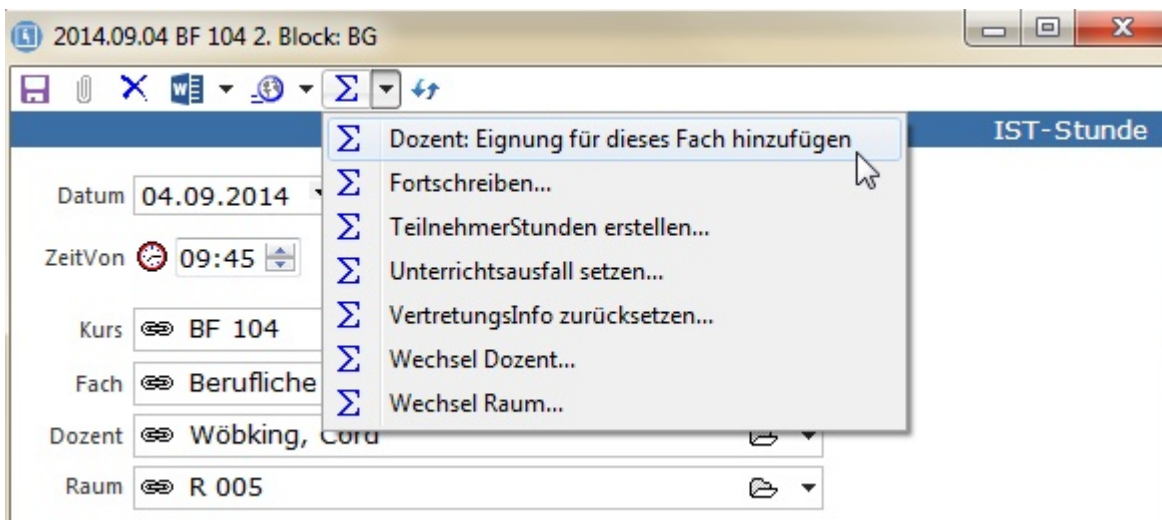 2014.09.04 BF 104 2. Block: BG
IST-Stunde
Dozent: Eignung für dieses Fach hinzufügen
Fortschreiben...
TeilnehmerStunden erstellen...
Unterrichtsausfall setzen...
VertretungsInfo zurücksetzen...
Wechsel Dozent...
Wechsel Raum...
Datum 04.09.2014
ZeitVon 09:45
Kurs BF 104
Fach Berufliche
Dozent Wöbking, Cord
Raum R 005